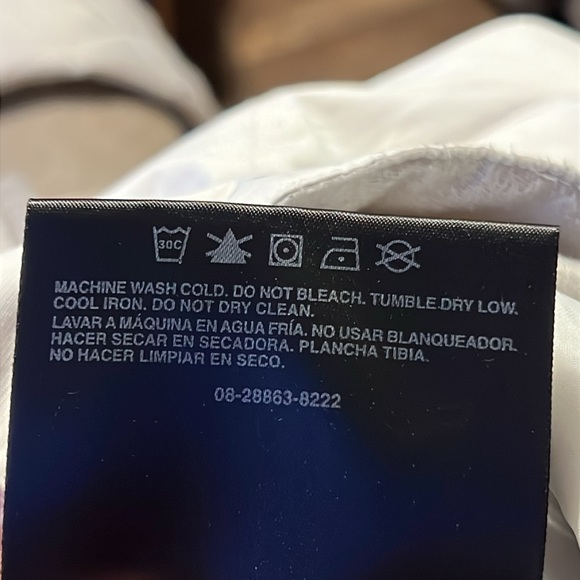 30C
MACHINE WASH COLD. DO NOT BLEACH. TUMBLE DRY LOW.
COOL IRON. DO NOT DRY CLEAN.
LAVAR A MÁQUINA EN AGUA FRÍA. NO USAR BLANQUEADOR.
HACER SECAR EN SECADORA. PLANCHA TIBIA.
NO HACER LIMPIAR EN SECO.
08-28863-8222